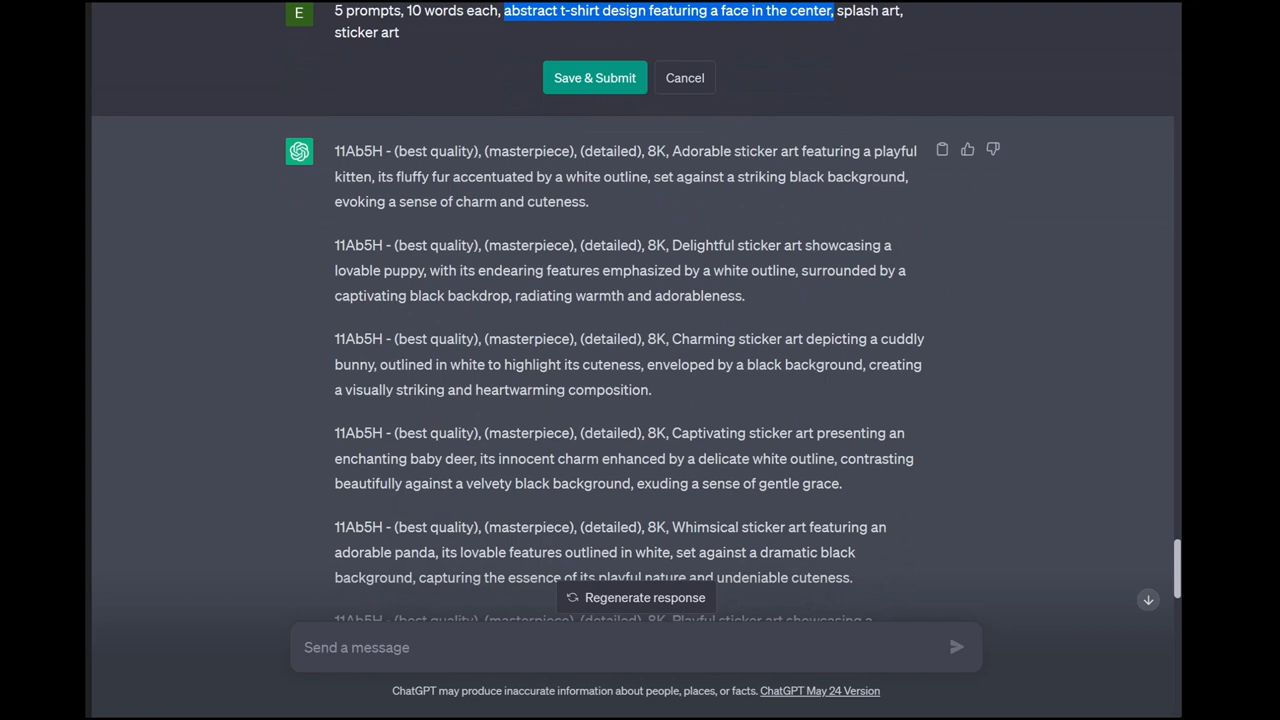 E
5 prompts, 10 words each, abstract t-shirt design featuring a face in the center, splash art,
sticker art
Save & Submit
Cancel
11Ab5H - (best quality), (masterpiece), (detailed), 8K, Adorable sticker art featuring a playful
kitten, its fluffy fur accentuated by a white outline, set against a striking black background,
evoking a sense of charm and cuteness.
11Ab5H - (best quality), (masterpiece), (detailed), 8K, Delightful sticker art showcasing a
lovable puppy, with its endearing features emphasized by a white outline, surrounded by a
captivating black backdrop, radiating warmth and adorableness.
11Ab5H - (best quality), (masterpiece), (detailed), 8K, Charming sticker art depicting a cuddly
bunny, outlined in white to highlight its cuteness, enveloped by a black background, creating
a visually striking and heartwarming composition.
11Ab5H - (best quality), (masterpiece), (detailed), 8K, Captivating sticker art presenting an
enchanting baby deer, its innocent charm enhanced by a delicate white outline, contrasting
beautifully against a velvety black background, exuding a sense of gentle grace.
11Ab5H - (best quality), (masterpiece), (detailed), 8K, Whimsical sticker art featuring an
adorable panda, its lovable features outlined in white, set against a dramatic black
background, capturing the essence of its playful nature and undeniable cuteness.
Regenerate response
11Ab5H - (best quality), (masterpiece), (detailed), 8K, Playful sticker art showcasing a
Send a message
ChatGPT may produce inaccurate information about people, places, or facts. ChatGPT May 24 Version